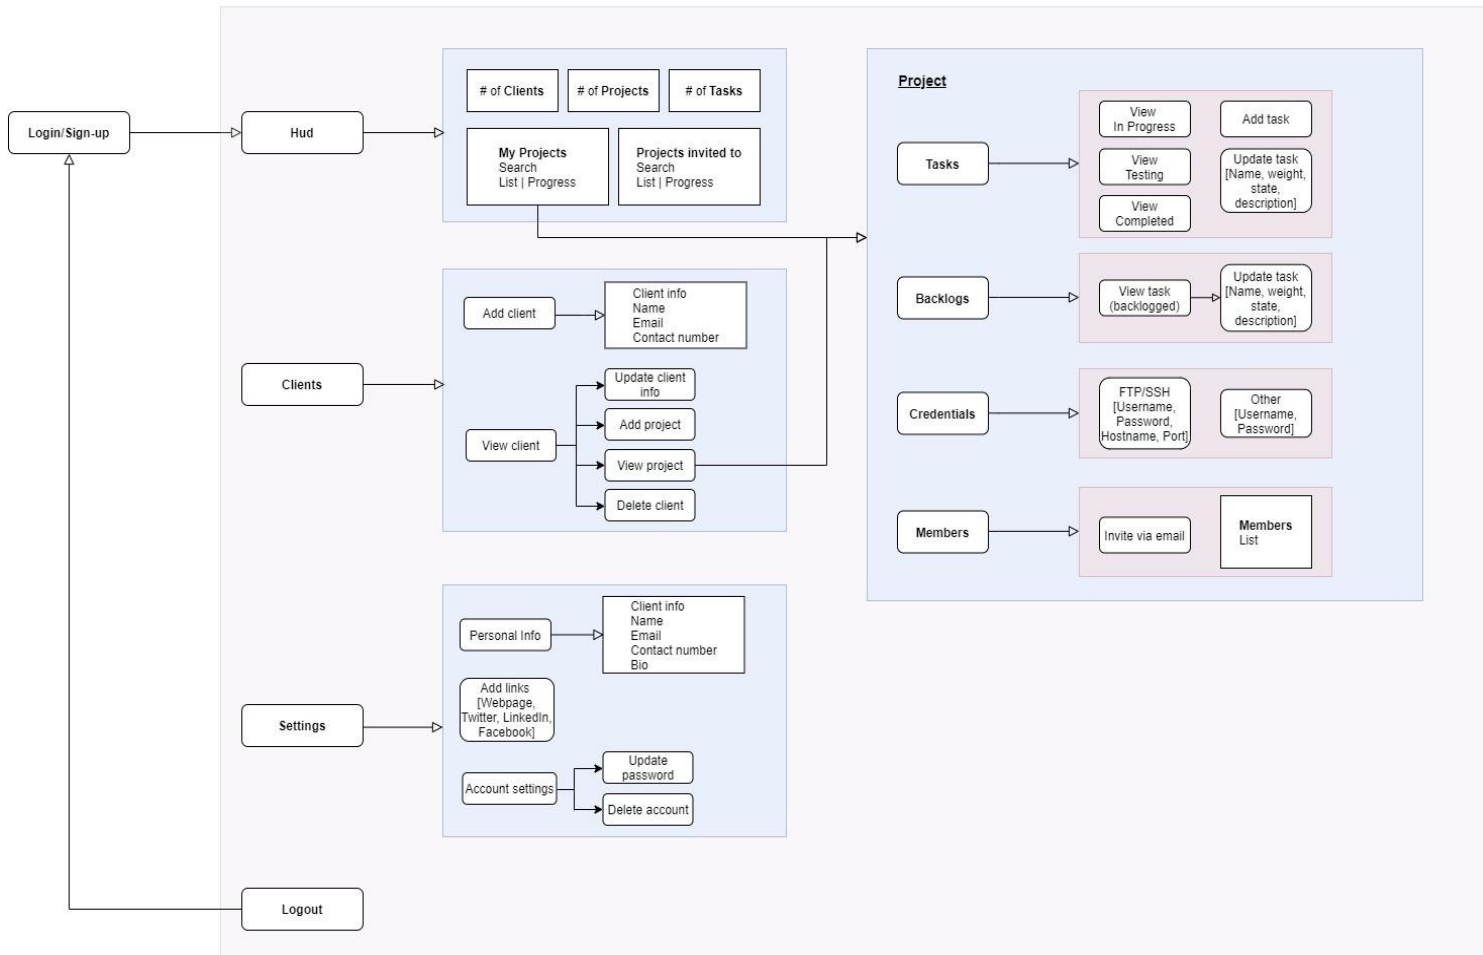 Login/Sign-up
Hud
# of Clients
# of Projects
# of Tasks
My Projects
Search
List | Progress
Projects invited to
Search
List | Progress
Clients
Add client
Client info
Name
Email
Contact number
View client
Update client
info
Add project
View project
Delete client
Settings
Personal Info
Client info
Name
Email
Contact number
Bio
Add links
[Webpage,
Twitter, LinkedIn,
Facebook]
Account settings
Update
password
Delete account
Logout
Project
Tasks
View
In Progress
View
Testing
View
Completed
Add task
Update task
[Name, weight,
state,
description]
Backlogs
View task
(backlogged)
Update task
[Name, weight,
state,
description]
Credentials
FTP/SSH
[Username,
Password,
Hostname, Port]
Other
[Username,
Password]
Members
Invite via email
Members
List